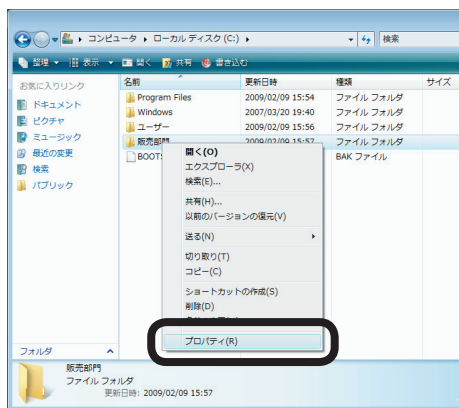 コンピュータ ▸ ローカル ディスク (C:) ▸
検索
整理 表示 開く 共有 書き込む
お気に入りリンク
ドキュメント
ピクチャ
ミュージック
最近の変更
検索
パブリック
名前 更新日時 種類 サイズ
Program Files 2009/02/09 15:54 ファイル フォルダ
Windows 2007/03/20 19:40 ファイル フォルダ
ユーザー 2009/02/09 15:56 ファイル フォルダ
販売部門 2009/02/09 15:57 ファイル フォルダ
BOOTS BAK ファイル
開く(O)
エクスプローラ(X)
検索(E)...
共有(H)...
以前のバージョンの復元(V)
送る(N)
切り取り(T)
コピー(C)
ショートカットの作成(S)
削除(D)
プロパティ(R)
フォルダ
販売部門
ファイル フォルダ
更新日時: 2009/02/09 15:57